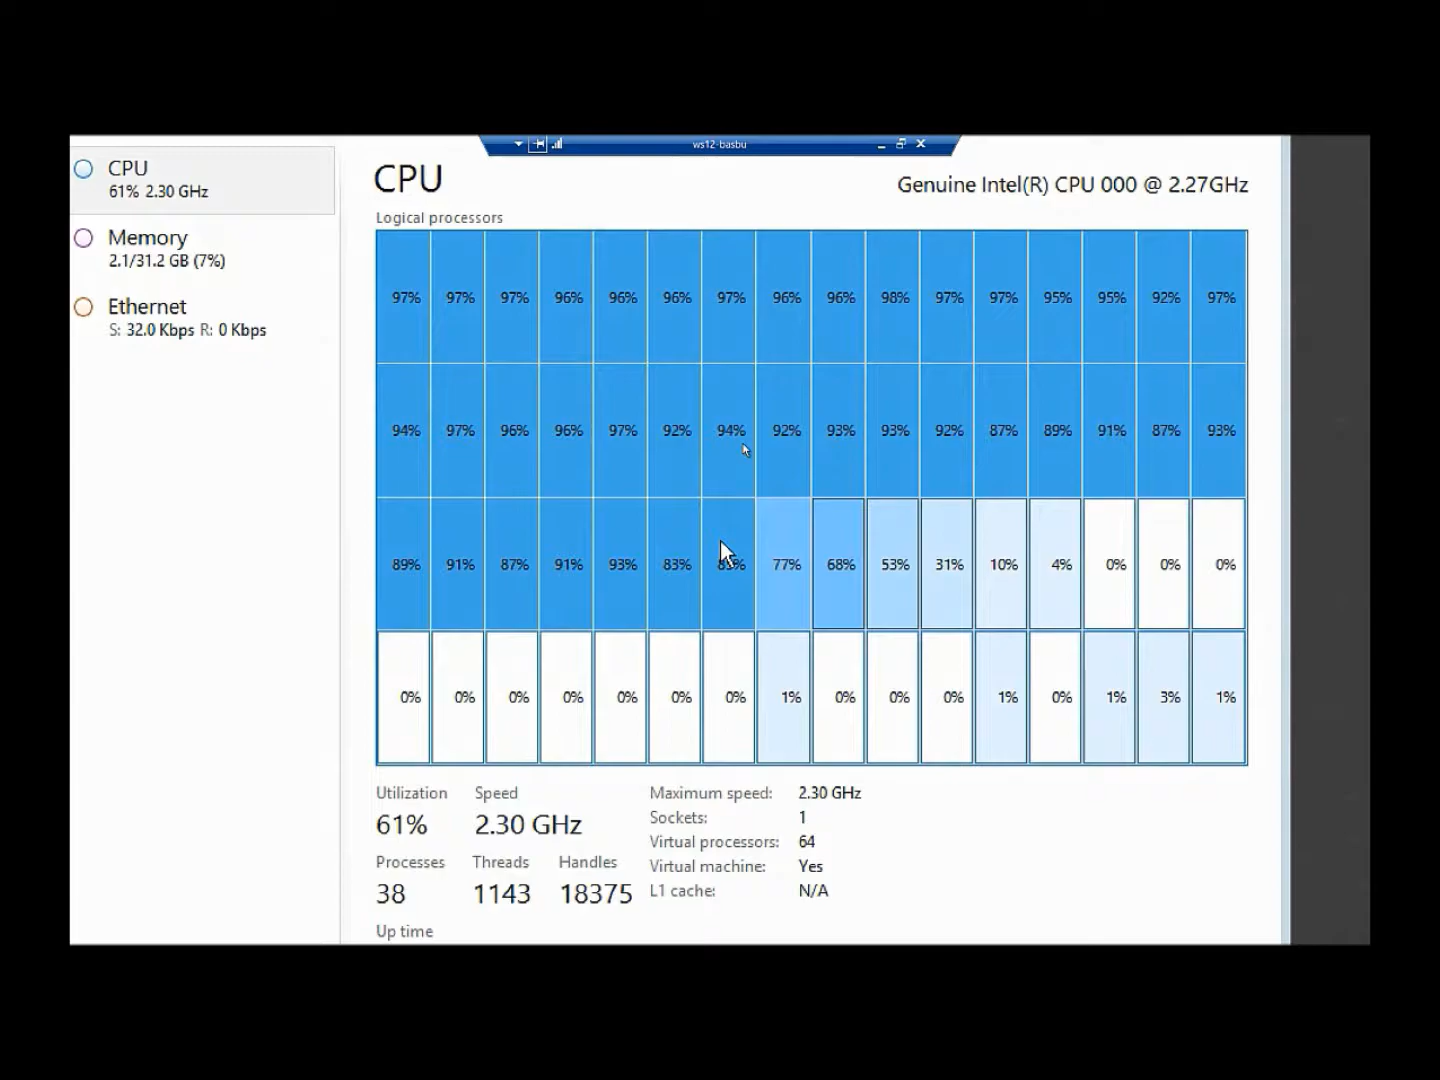 ws12-basbu
CPU
61% 2.30 GHz
Memory
2.1/31.2 GB (7%)
Ethernet
S: 32.0 Kbps R: 0 Kbps
CPU
Genuine Intel(R) CPU 000 @ 2.27GHz
Logical processors
97% 97% 97% 96% 96% 96% 97% 96% 96% 98% 97% 97% 95% 95% 92% 97%
94% 97% 96% 96% 97% 92% 94% 92% 93% 93% 92% 87% 89% 91% 87% 93%
89% 91% 87% 91% 93% 83% 77% 68% 53% 31% 10% 4% 0% 0% 0%
0% 0% 0% 0% 0% 0% 0% 1% 0% 0% 0% 1% 0% 1% 3% 1%
Utilization Speed
61% 2.30 GHz
Processes Threads Handles
38 1143 18375
Up time
Maximum speed: 2.30 GHz
Sockets: 1
Virtual processors: 64
Virtual machine: Yes
L1 cache: N/A